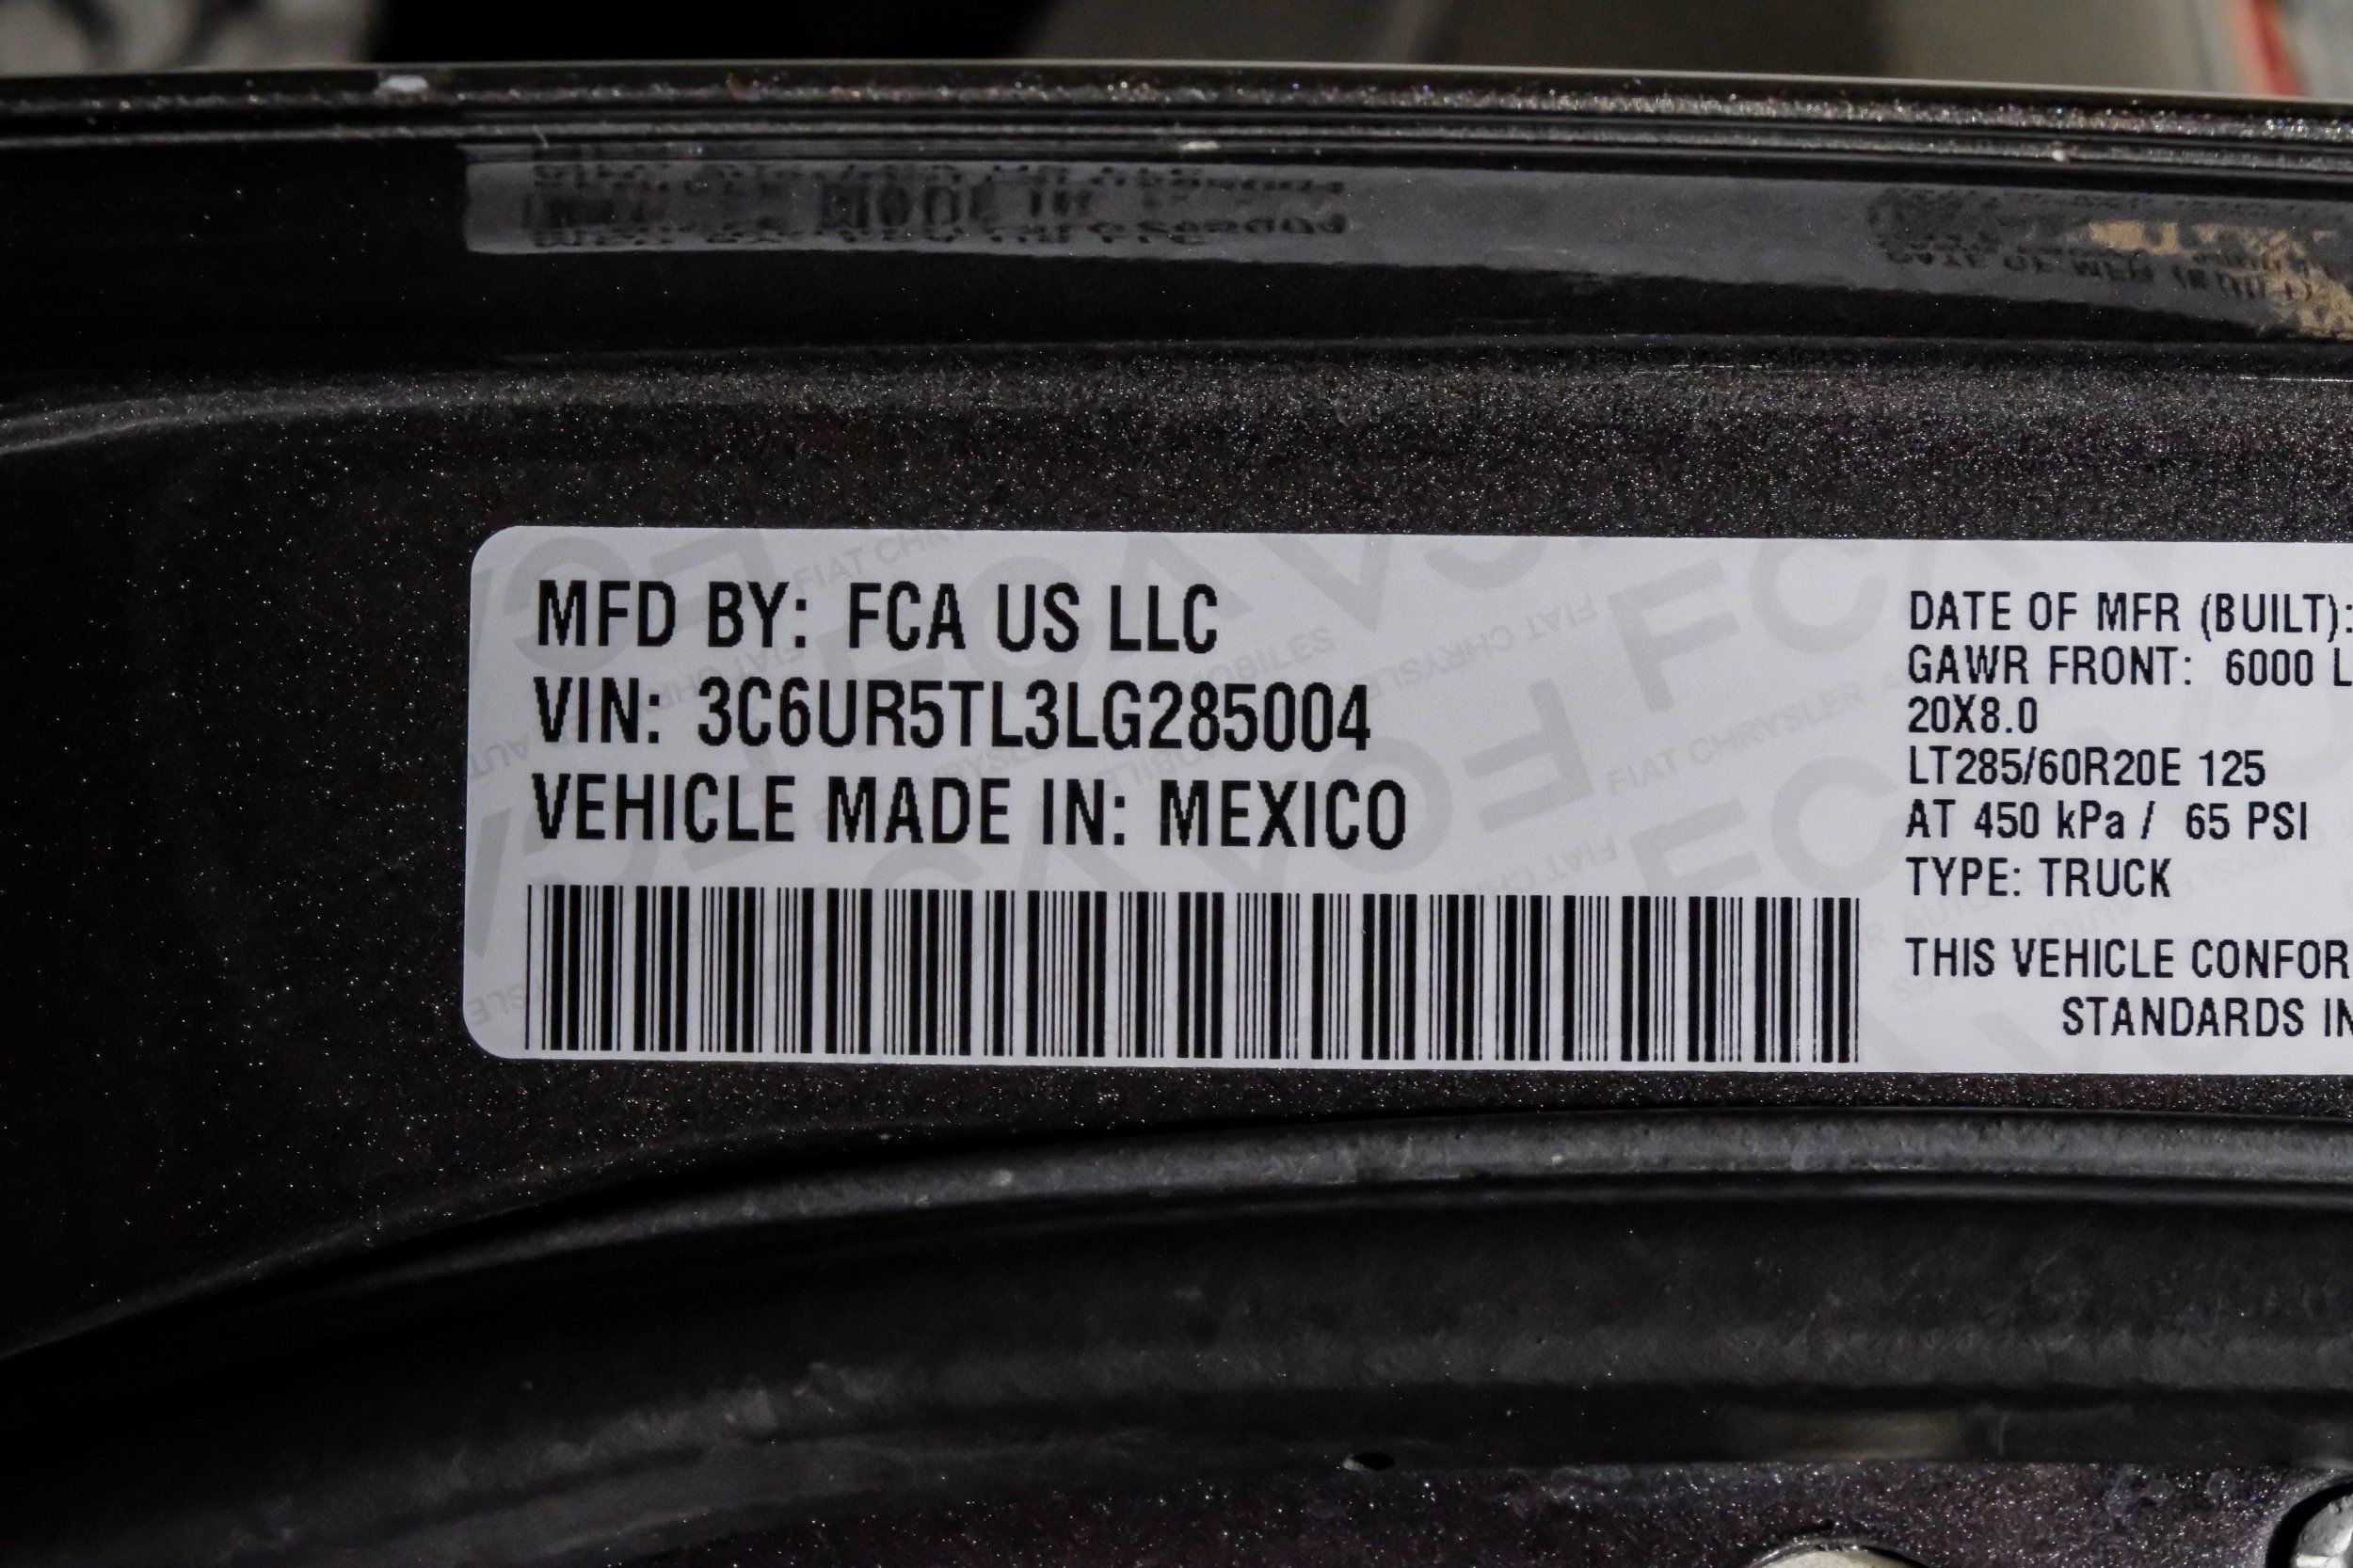 MFD BY: FCA US LLC
VIN: 3C6UR5TL3LG285004
VEHICLE MADE IN: MEXICO
DATE OF MFR (BUILT):
GAWR FRONT: 6000 L
20X8.0
LT285/60R20E 125
AT 450 kPa / 65 PSI
TYPE: TRUCK
THIS VEHICLE CONFOR
STANDARDS IN